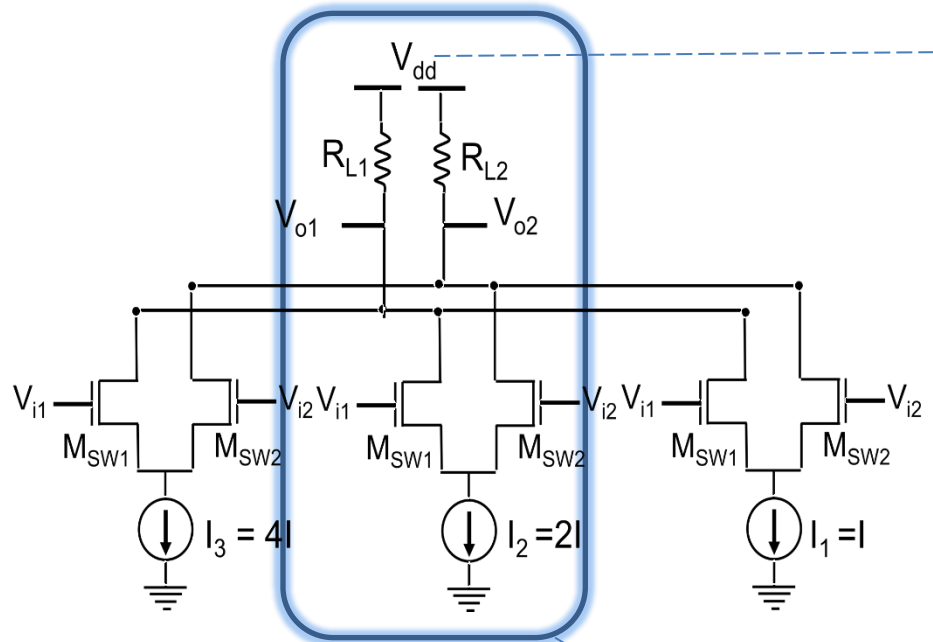 Vdd
RL1
RL2
Vo1
Vo2
Vi1
Vi2
Vi1
Vi2
Vi1
Vi2
MSW1
MSW2
MSW1
MSW2
MSW1
MSW2
I3 = 4I
I2 =2I
I1 =I